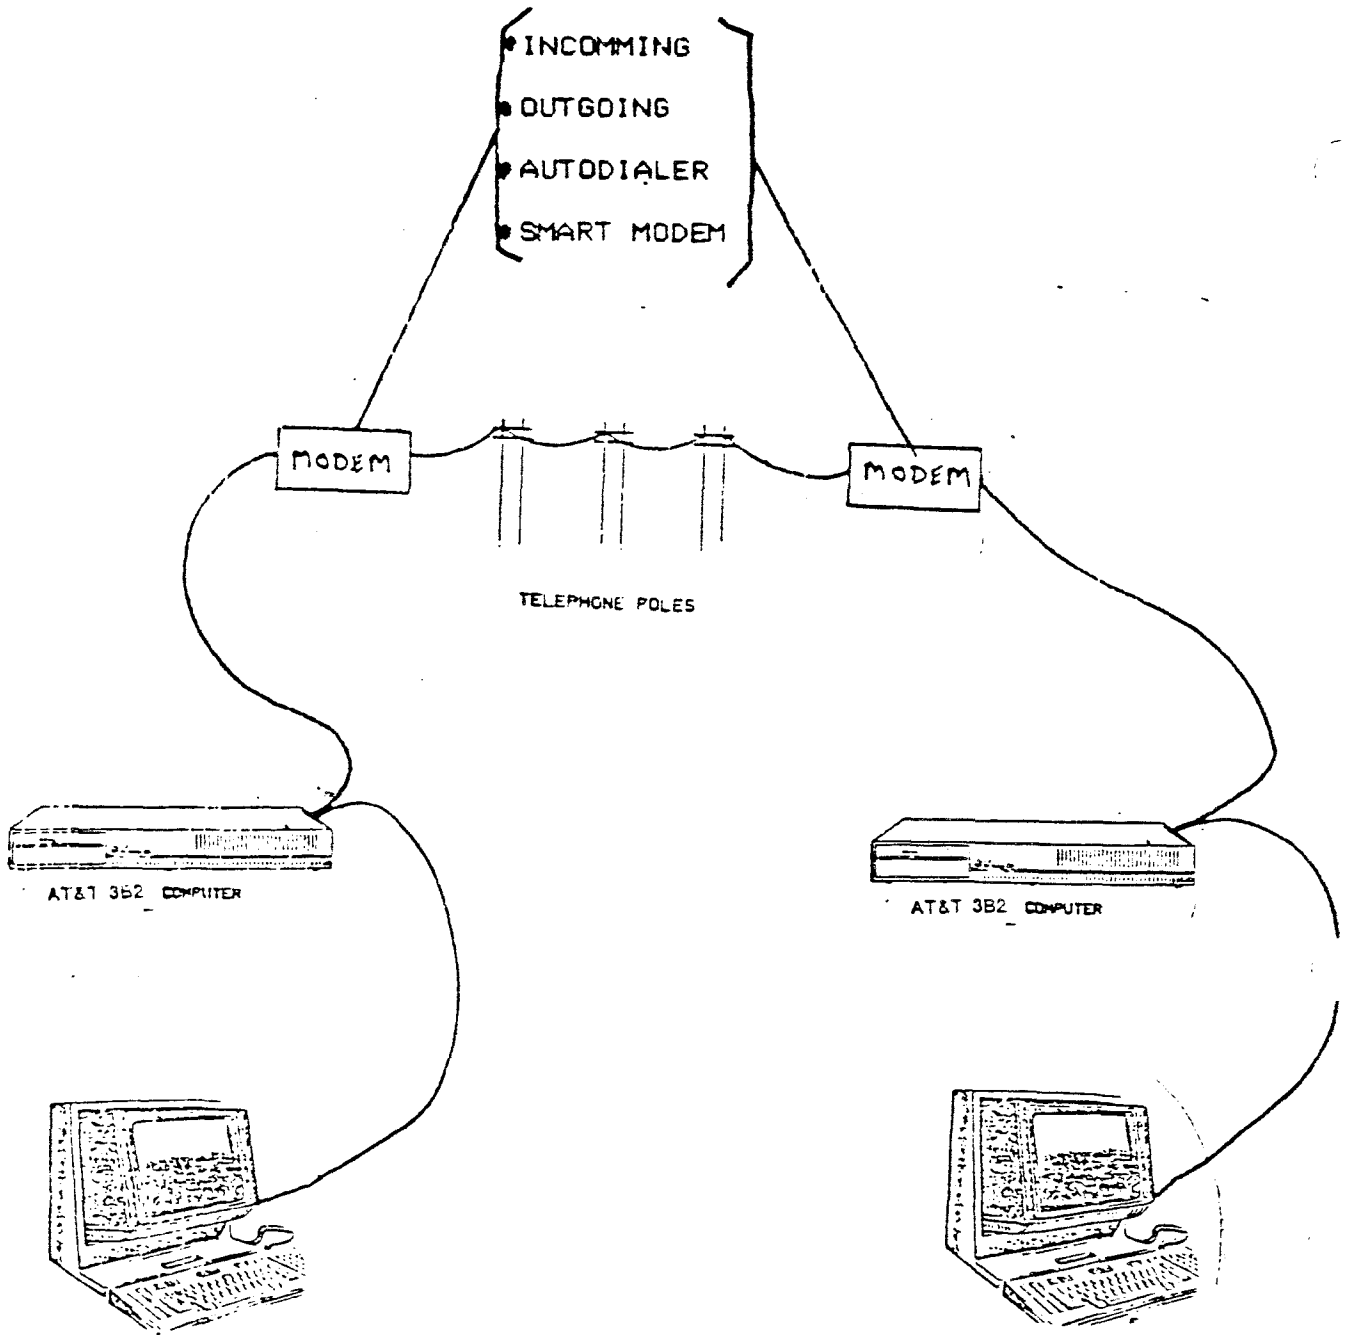 INCOMMING
OUTGOING
AUTODIALER
SMART MODEM
MODEM
MODEM
TELEPHONE POLES
AT&T 3B2 COMPUTER
AT&T 3B2 COMPUTER